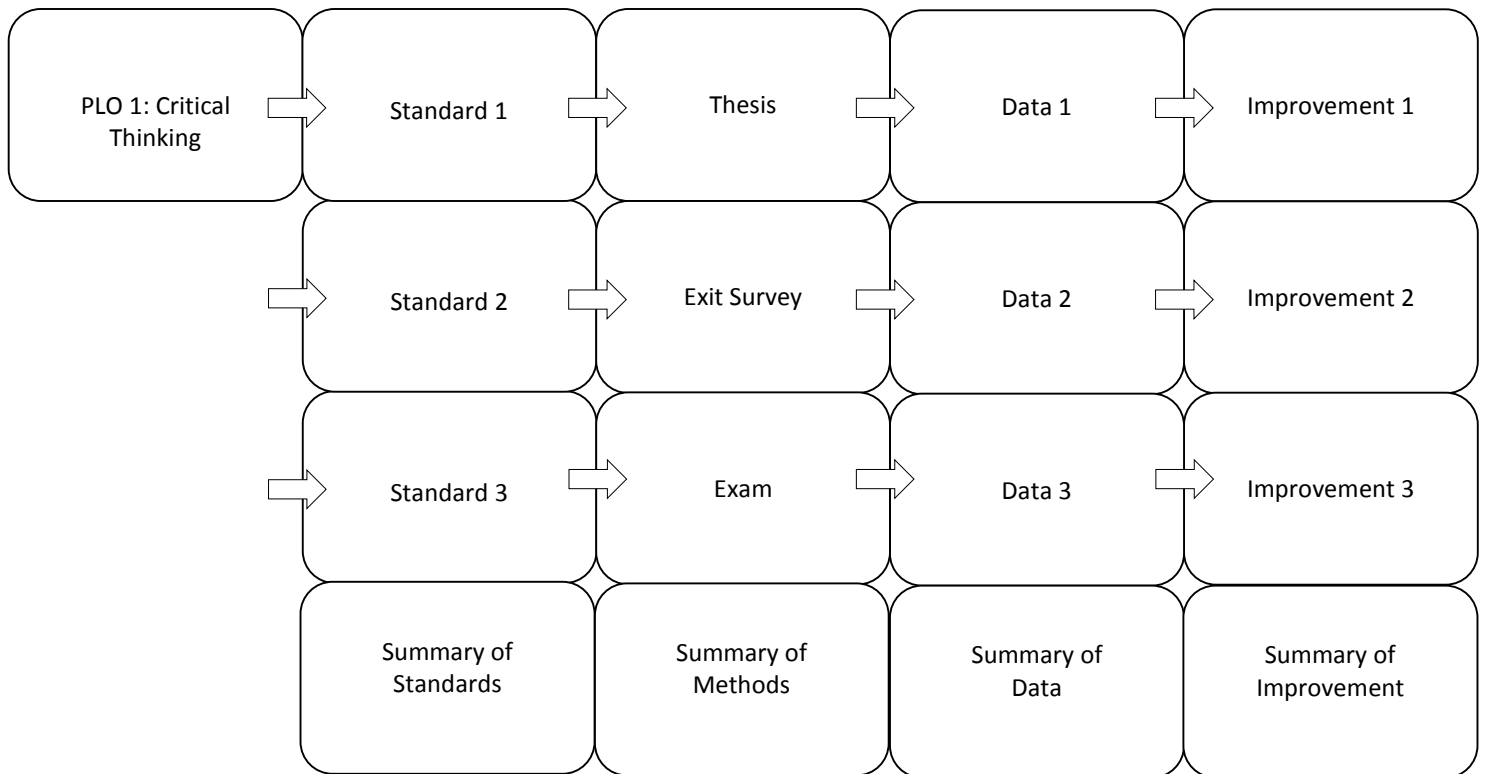 PLO 1: Critical
Thinking
Standard 1
Thesis
Data 1
Improvement 1
Standard 2
Exit Survey
Data 2
Improvement 2
Standard 3
Exam
Data 3
Improvement 3
Summary of
Standards
Summary of
Methods
Summary of
Data
Summary of
Improvement